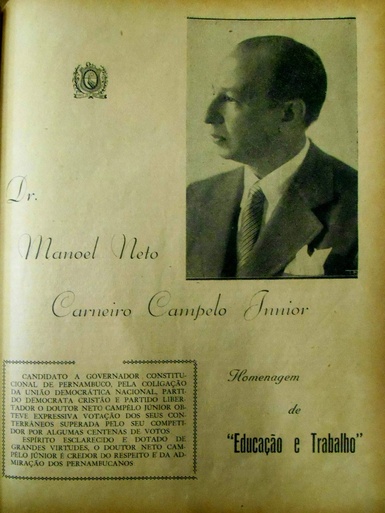 Dr.
Manoel Neto
Carneiro Campelo Junior
CANDIDATO A GOVERNADOR CONSTITU-
CIONAL DE PERNAMBUCO, PELA COLIGAÇÃO
DA UNIÃO DEMOCRÁTICA NACIONAL, PARTI-
DO DEMOCRATA CRISTÃO E PARTIDO LIBER-
TADOR O DOUTOR NETO CAMPÉLO JÚNIOR OB-
TEVE EXPRESSIVA VOTAÇÃO DOS SEUS CON-
TERRÂNEOS SUPERADA PELO SEU COMPETI-
DOR POR ALGUMAS CENTENAS DE VOTOS
ESPÍRITO ESCLARECIDO E DOTADO DE
GRANDES VIRTUDES, O DOUTOR NETO CAM-
PÉLO JÚNIOR É CREDOR DO RESPEITO E DA AD-
MIRAÇÃO DOS PERNAMBUCANOS
Homenagem
de
"Educação e Trabalho"